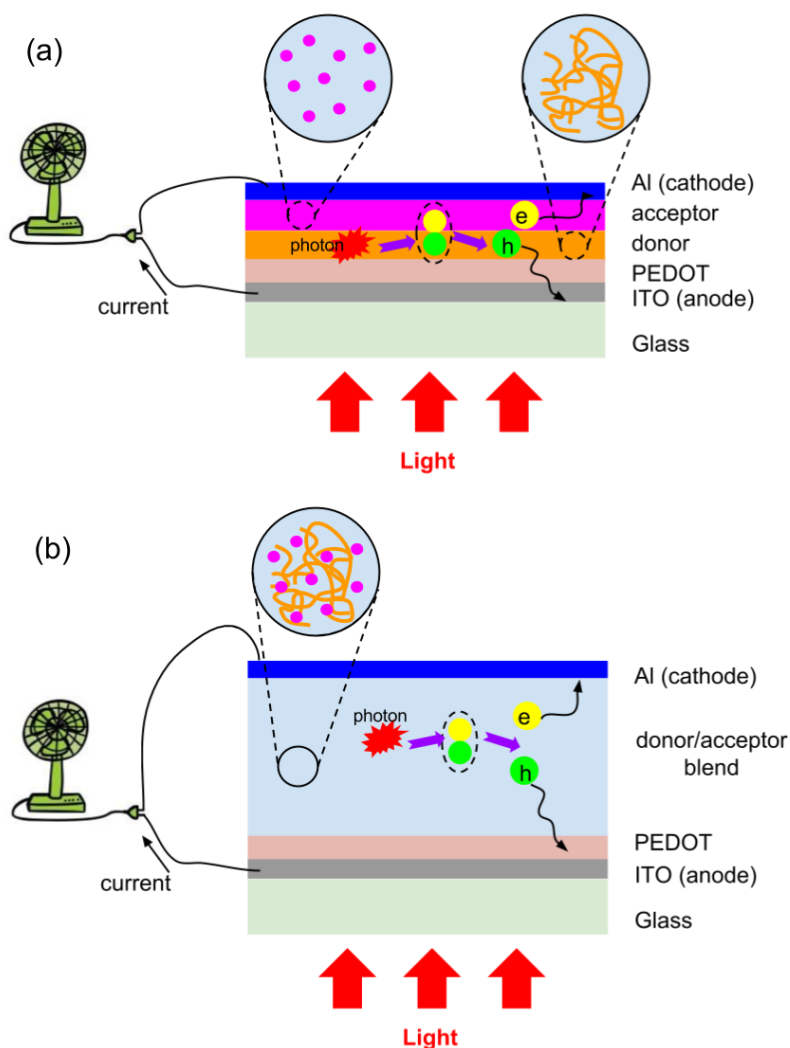 (a)
Al (cathode)
acceptor
e
photon
h
donor
PEDOT
ITO (anode)
current
Glass
Light
(b)
Al (cathode)
photon
e
donor/acceptor
blend
h
PEDOT
ITO (anode)
current
Glass
Light